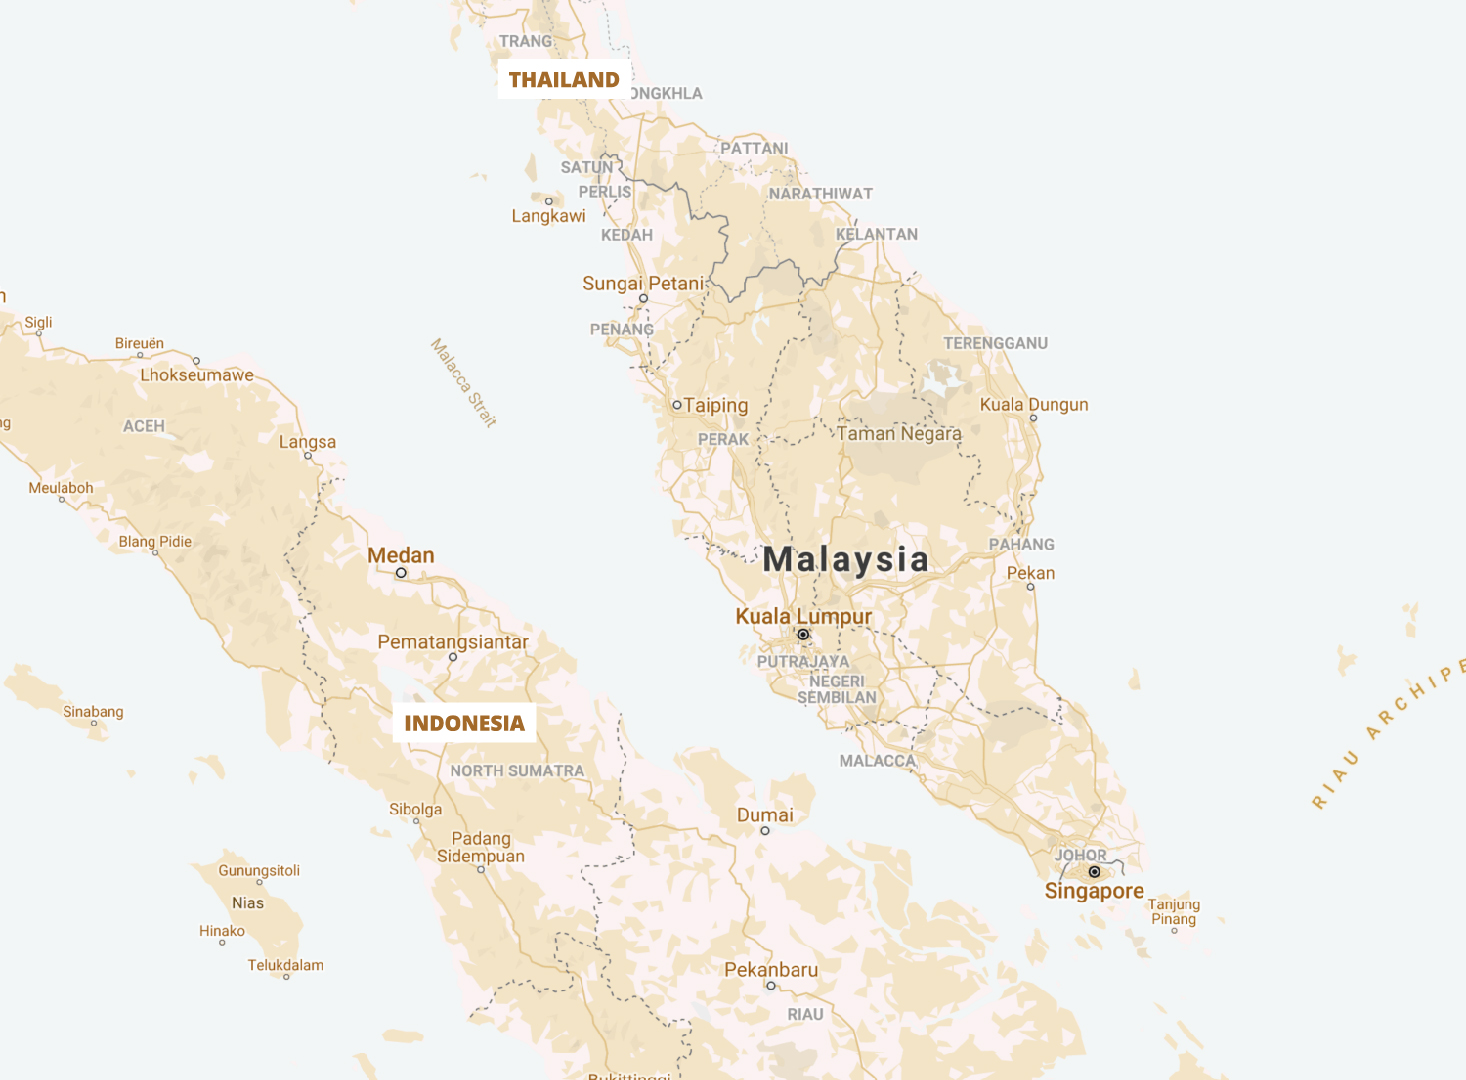 TRANG
THAILAND
ONGKHLA
PATTANI
SATUN
PERLIS
NARATHIWAT
Langkawi
KEDAH
KELANTAN
Sungai Petani
Sigli
PENANG
Bireuén
TERENGGANU
Malacca Strait
Lhokseumawe
Taiping
Kuala Dungun
ACEH
Taman Negara
PERAK
Langsa
Meulaboh
Blang Pidie
PAHANG
Medan
Malaysia
Pekan
Kuala Lumpur
Pematangsiantar
PUTRAJAYA
NEGERI
SEMBILAN
Sinabang
INDONESIA
RIAU ARCHIPE
MALACCA
NORTH SUMATRA
Sibolga
Dumai
Padang
Sidempuan
JOHOR
Gunungsitoli
Singapore
Nias
Tanjung
Pinang
Hinako
Telukdalam
Pekanbaru
RIAU
Bukittinggi